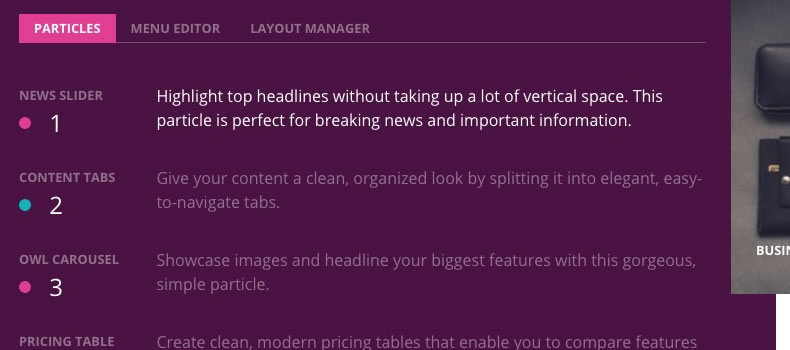 PARTICLES MENU EDITOR LAYOUT MANAGER
NEWS SLIDER
1
Highlight top headlines without taking up a lot of vertical space. This
particle is perfect for breaking news and important information.
CONTENT TABS
2
Give your content a clean, organized look by splitting it into elegant, easy-
to-navigate tabs.
OWL CAROUSEL
3
Showcase images and headline your biggest features with this gorgeous,
simple particle.
PRICING TABLE
Create clean, modern pricing tables that enable you to compare features